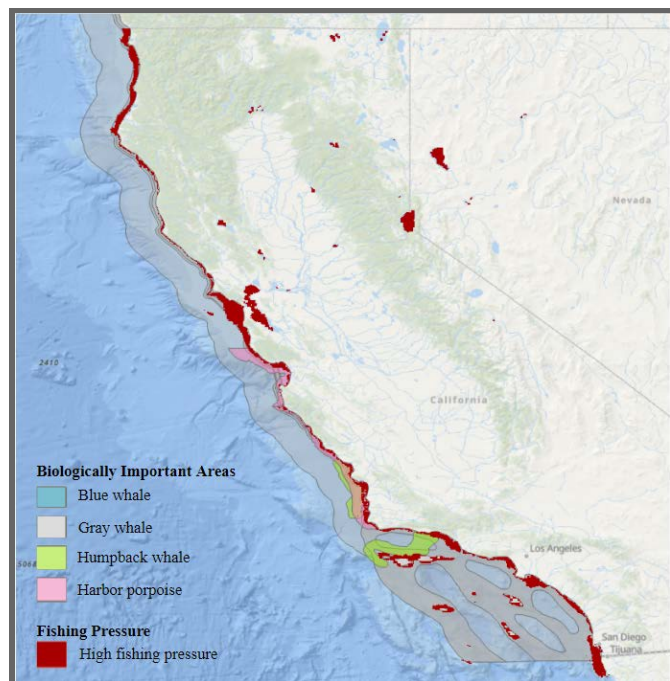 Nevada
2410
California
Biologically Important Areas
Blue whale
Gray whale
Humpback whale
Harbor porpoise
Los Angeles
5068
Fishing Pressure
High fishing pressure
San Diego
Tijuana